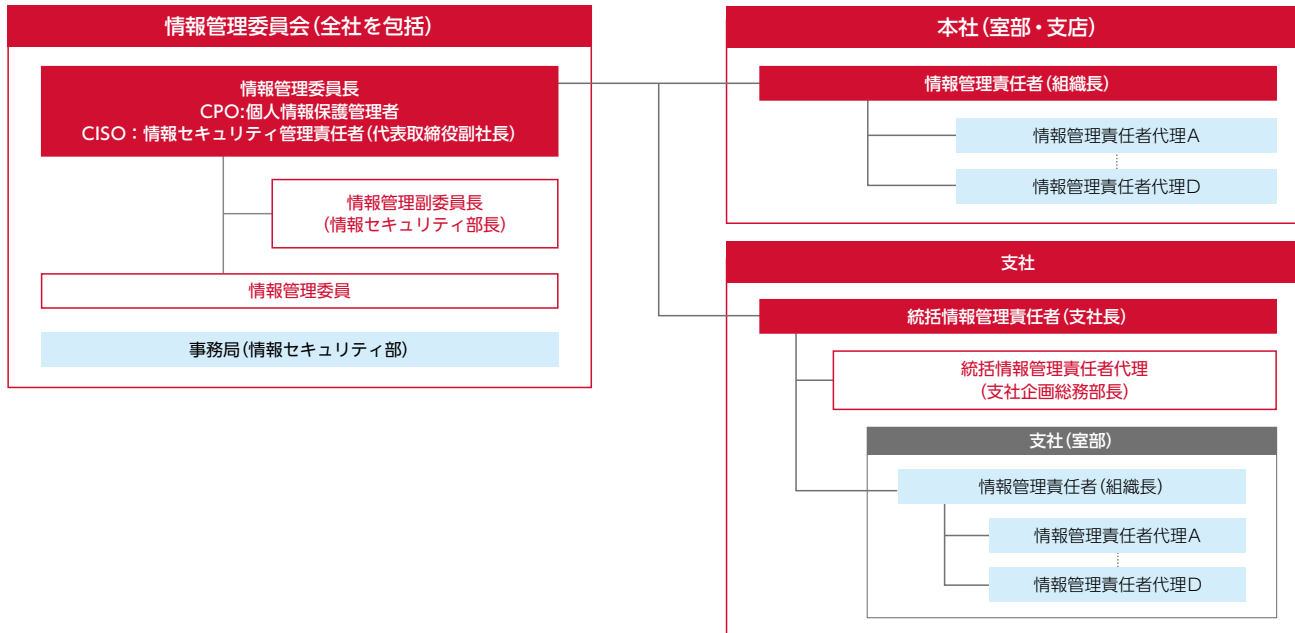 情報管理委員会(全社を包括)
情報管理委員長
CPO:個人情報保護管理者
CISO：情報セキュリティ管理責任者(代表取締役副社長)
情報管理副委員長
(情報セキュリティ部長)
情報管理委員
事務局(情報セキュリティ部)
本社(室部・支店)
情報管理責任者(組織長)
情報管理責任者代理A
情報管理責任者代理D
支社
統括情報管理責任者(支社長)
統括情報管理責任者代理
(支社企画総務部長)
支社(室部)
情報管理責任者(組織長)
情報管理責任者代理A
情報管理責任者代理D